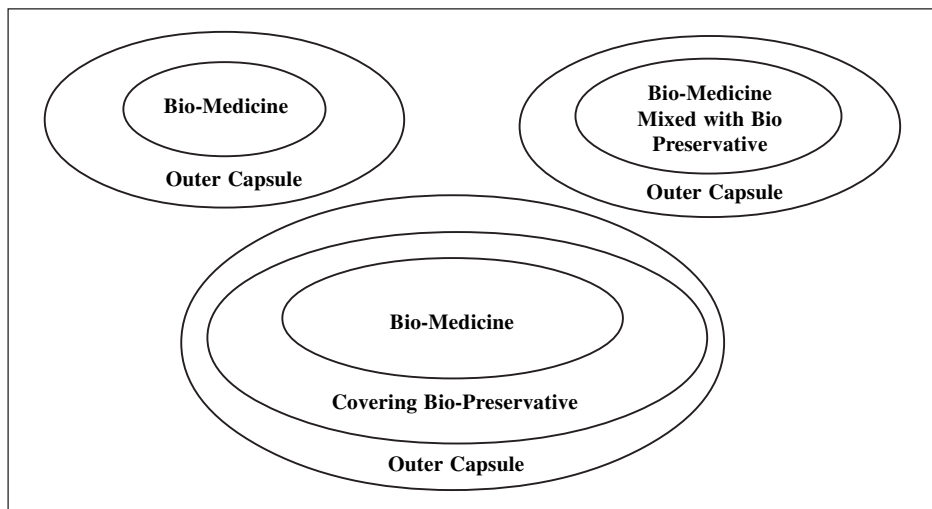 Bio-Medicine
Outer Capsule
Bio-Medicine
Mixed with Bio
Preservative
Outer Capsule
Bio-Medicine
Covering Bio-Preservative
Outer Capsule